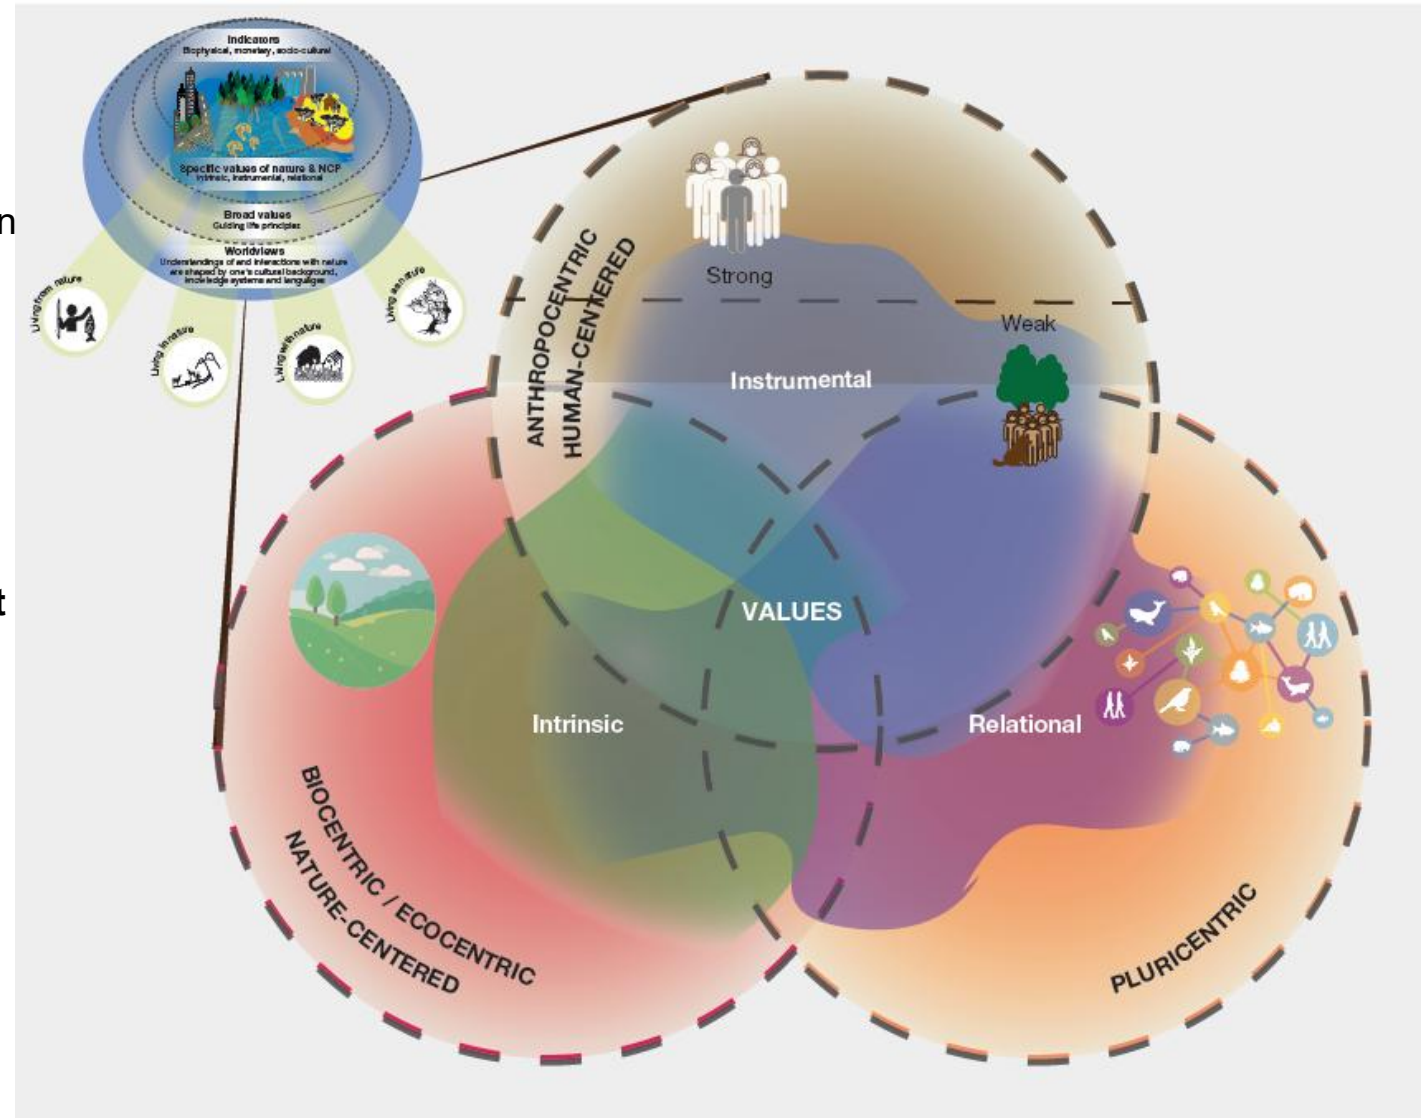 Indicators
Biophysical, monetary, socio-cultural
Specific values of nature & NCP
Intrinsic, instrumental, relational
Broad values
Guiding life principles
Worldviews
Understandings of and interactions with nature
are shaped by one's cultural background,
knowledge systems and languages
Living from nature
Living in nature
Living with nature
Living as nature
n
t
Strong
Weak
ANTHROPOCENTRIC
HUMAN-CENTERED
Instrumental
VALUES
Intrinsic
Relational
BIOCENTRIC / ECOCENTRIC
NATURE-CENTERED
PLURICENTRIC